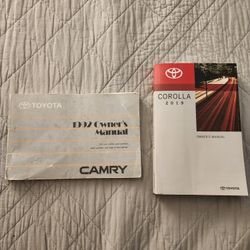 TOYOTA
1992 Owner's
Manual
CAMRY
COROLLA
2019
OWNER'S MANUAL
TOYOTA